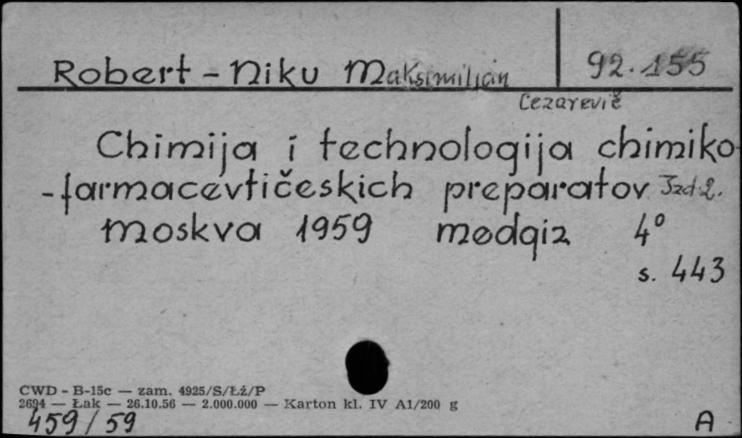 Robert - Niku Maksimiljan 92.155
Cezarevič
Chimija i technologija chimiko-
-farmacevtičeskich preparatov Izd. 2.
Moskva 1959 Medgiz 4°
s. 443
CWD - B-15c — zam. 4925/S/Łż/P
2694 — Łak — 26.10.56 — 2.000.000 — Karton kl. IV A1/200 g
459/59 A